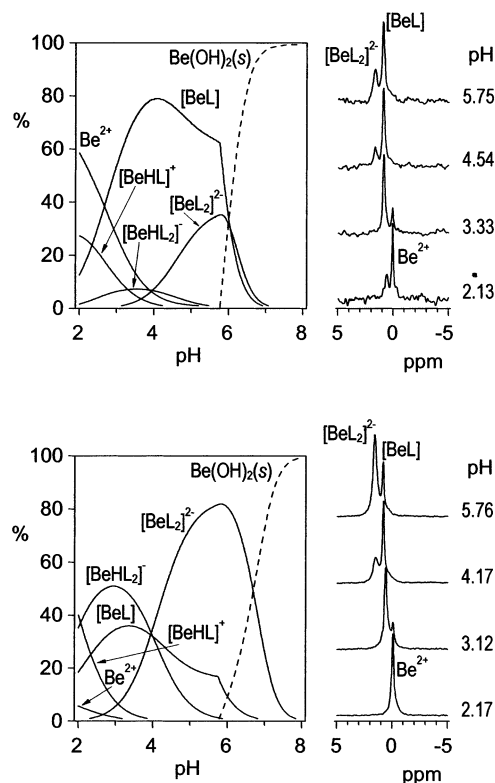 100
80
60
40
20
0
%
2
4
6
8
pH
Be(OH)₂(s)
[BeL]
Be²⁺
[BeHL]⁺
[BeHL₂]⁻
[BeL₂]²⁻
[BeL]
[BeL₂]²⁻
pH
5.75
4.54
3.33
Be²⁺
2.13
5
0
-5
ppm
100
80
60
40
20
0
%
2
4
6
8
pH
Be(OH)₂(s)
[BeL₂]²⁻
[BeHL₂]⁻
[BeL]
[BeHL]⁺
Be²⁺
[BeL₂]²⁻
[BeL]
pH
5.76
4.17
3.12
Be²⁺
2.17
5
0
-5
ppm